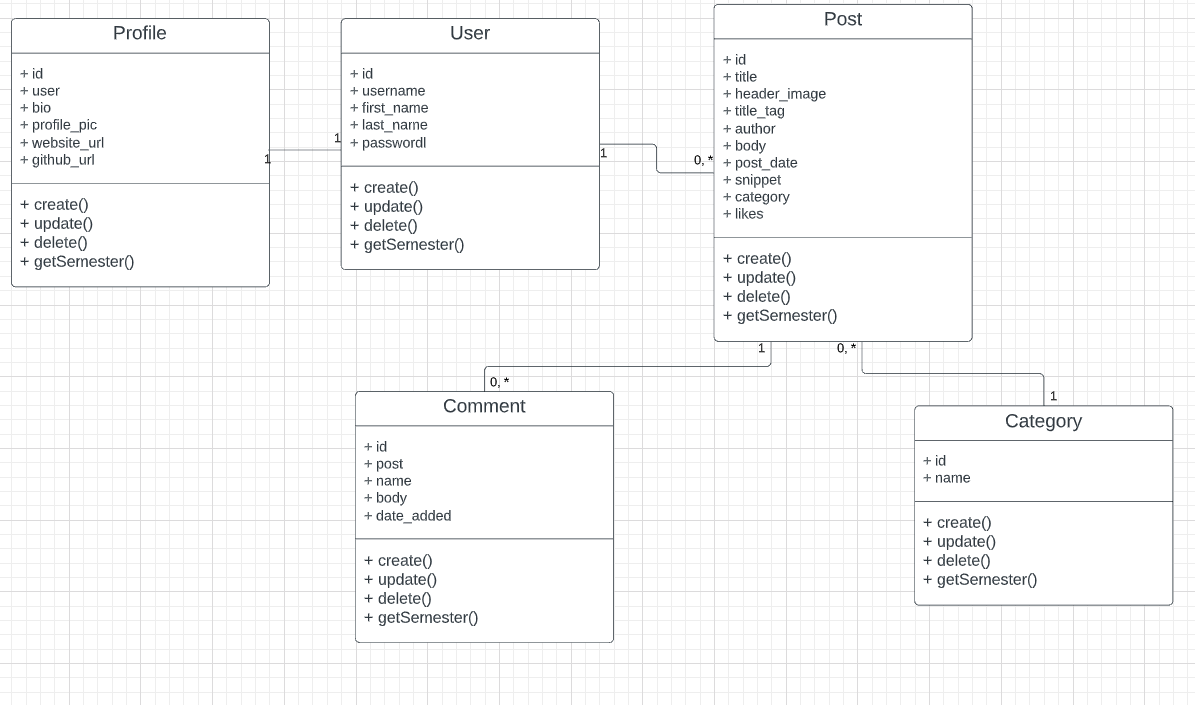 Profile
+ id
+ user
+ bio
+ profile_pic
+ website_url
+ github_url
+ create()
+ update()
+ delete()
+ getSemester()
1
1
User
+ id
+ username
+ first_name
+ last_name
+ passwordl
+ create()
+ update()
+ delete()
+ getSemester()
1
0, *
Post
+ id
+ title
+ header_image
+ title_tag
+ author
+ body
+ post_date
+ snippet
+ category
+ likes
+ create()
+ update()
+ delete()
+ getSemester()
1
0, *
0, *
1
Comment
+ id
+ post
+ name
+ body
+ date_added
+ create()
+ update()
+ delete()
+ getSemester()
Category
+ id
+ name
+ create()
+ update()
+ delete()
+ getSemester()